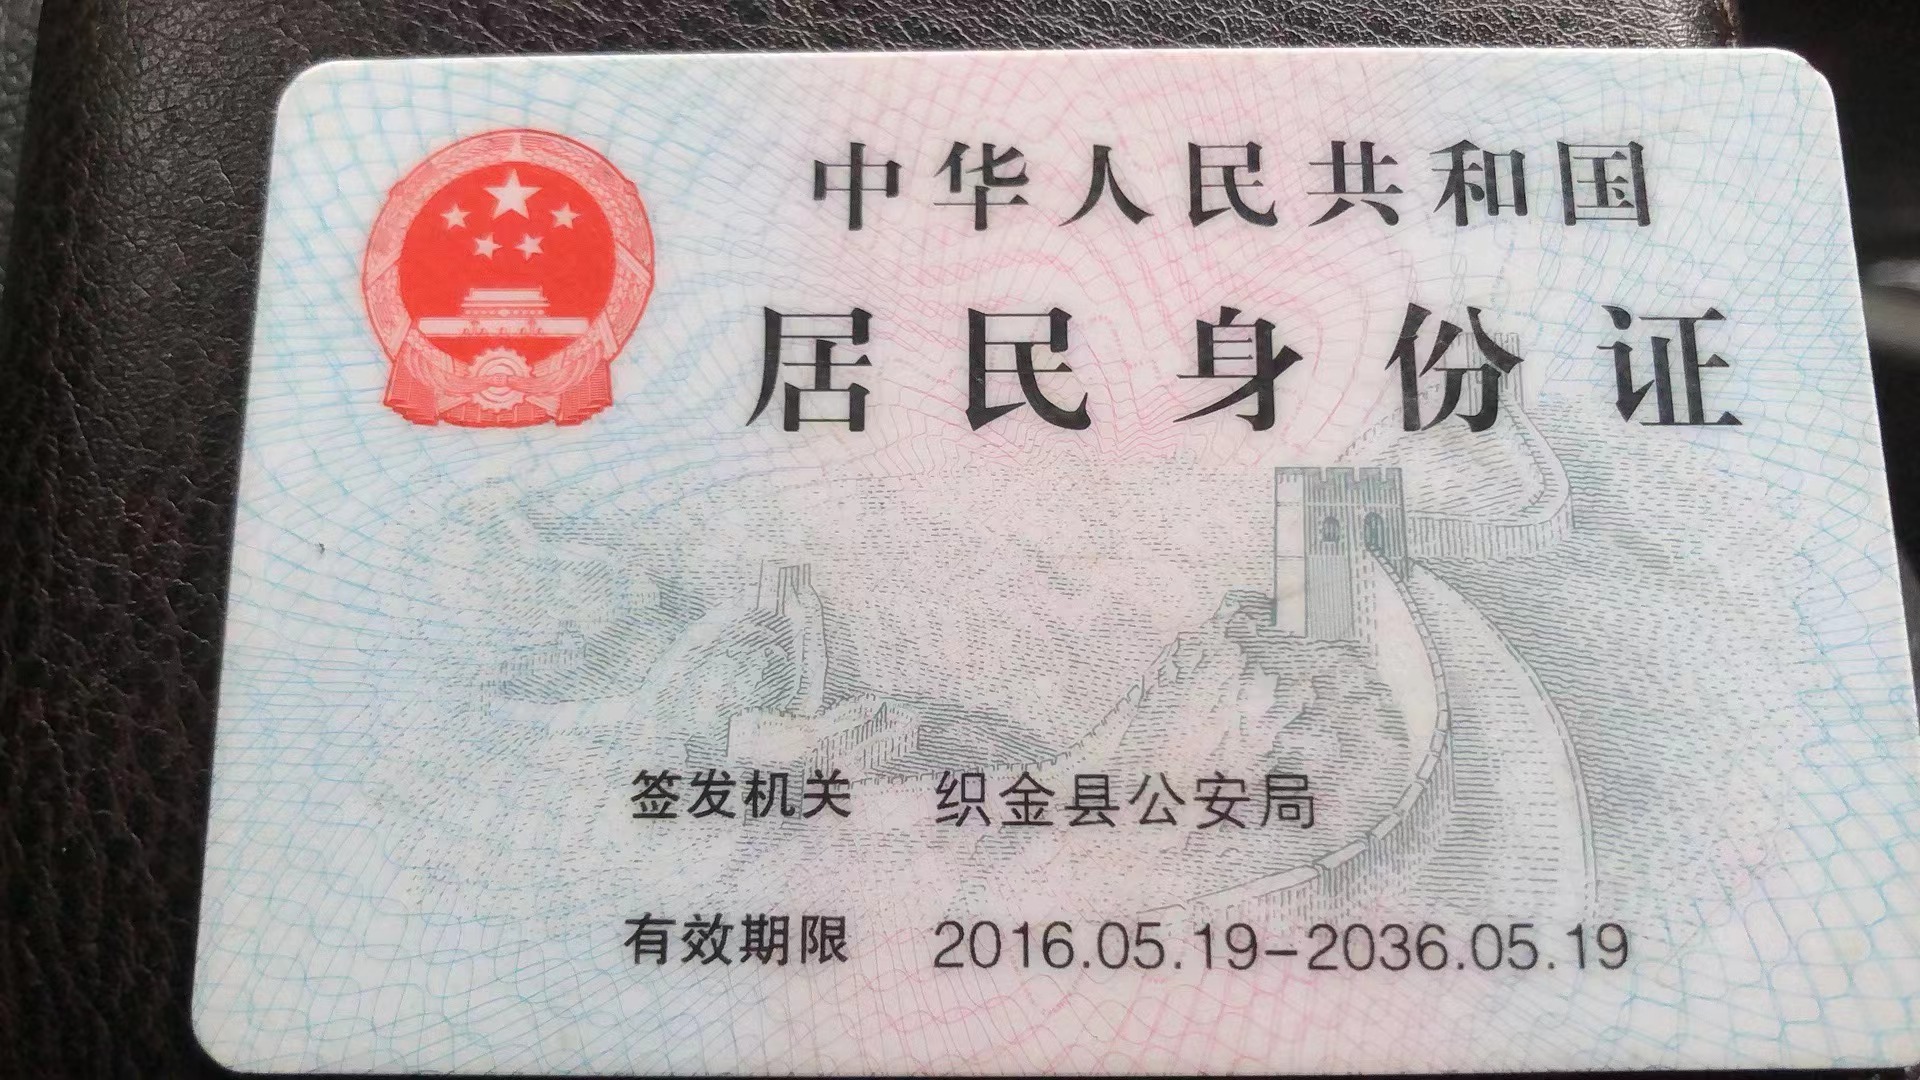 中华人民共和国
居民身份证
签发机关 织金县公安局
有效期限 2016.05.19-2036.05.19